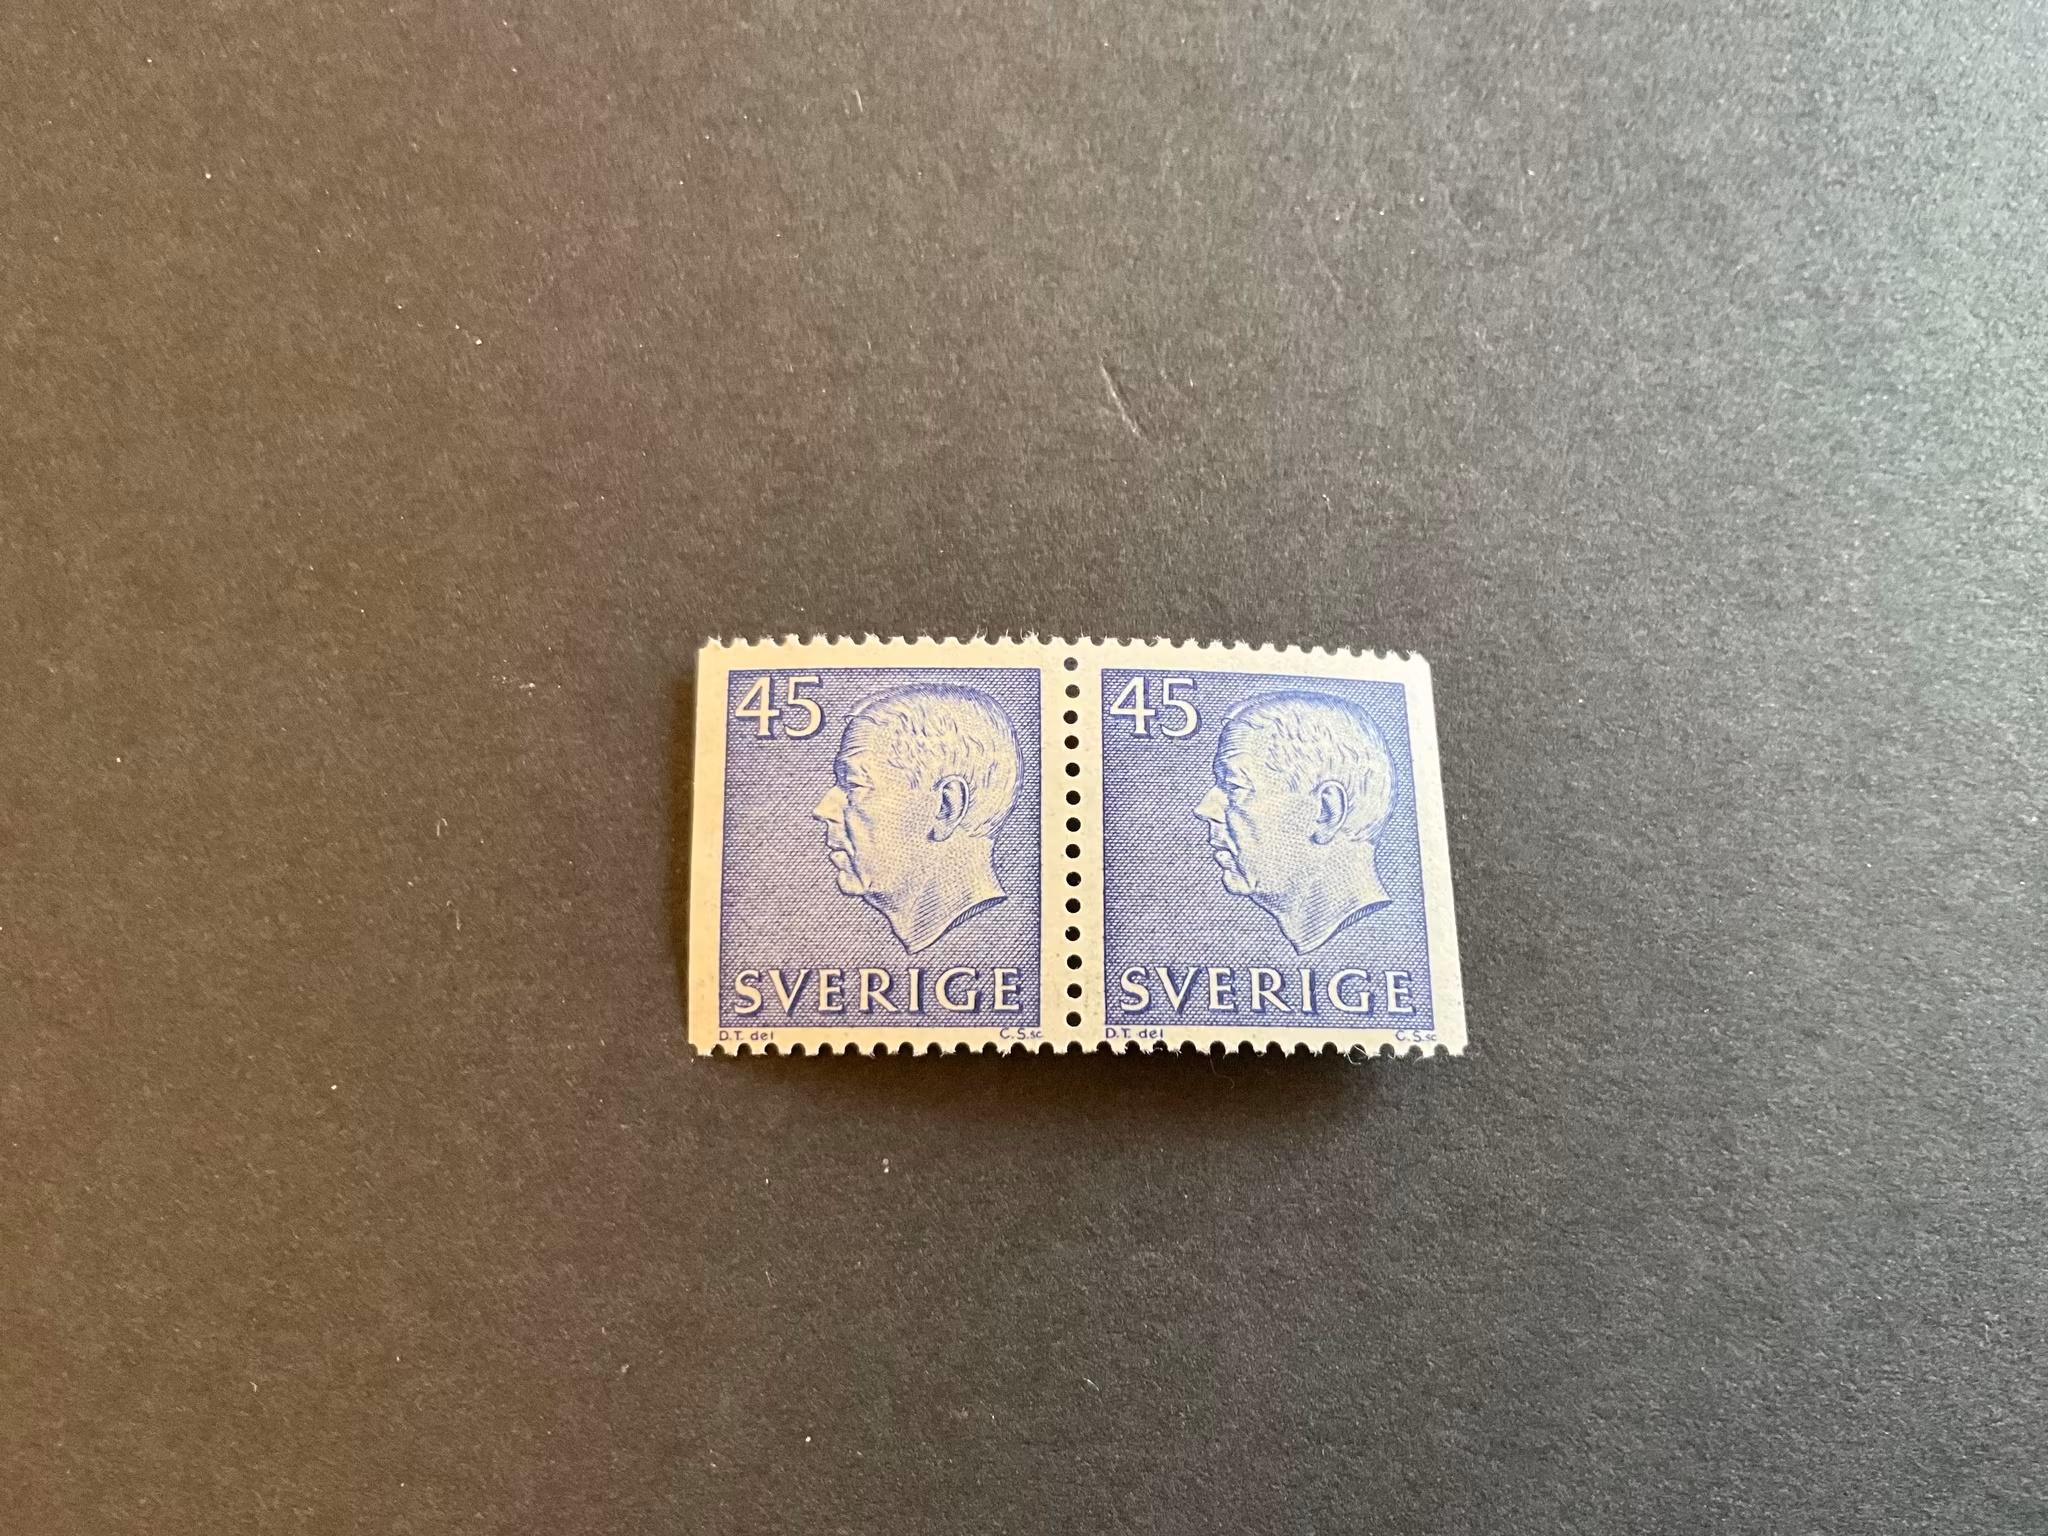 45
SVERIGE
D.T. del C.S.sc
45
SVERIGE
D.T. del C.S.sc